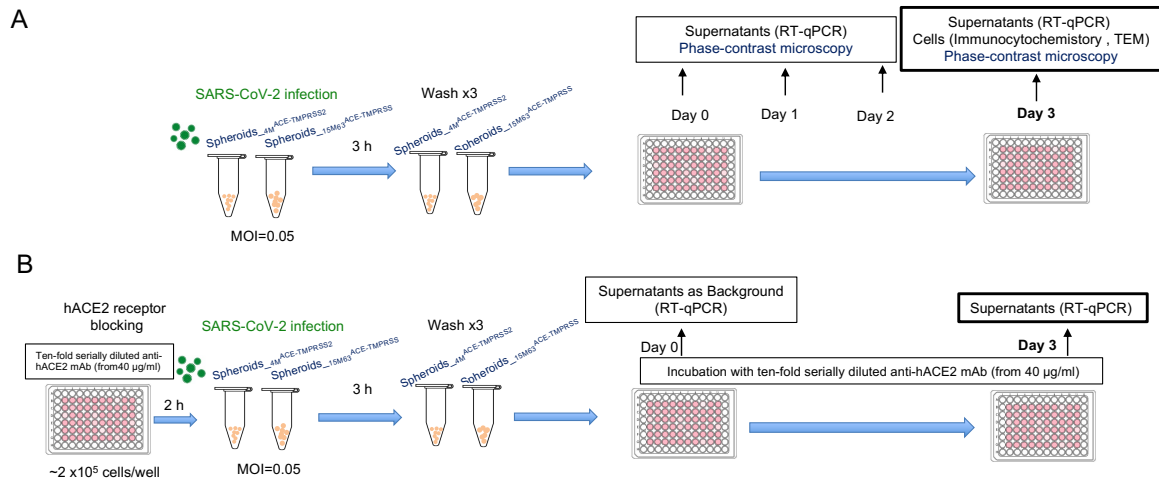 A
Supernatants (RT-qPCR)
Phase-contrast microscopy
Supernatants (RT-qPCR)
Cells (Immunocytochemistory , TEM)
Phase-contrast microscopy
SARS-CoV-2 infection
Wash x3
Spheroids_4M^ACE-TMPRSS2
Spheroids_15M63^ACE-TMPRSS
Spheroids_4M^ACE-TMPRSS2
Spheroids_15M63^ACE-TMPRSS
3 h
Day 0
Day 1
Day 2
Day 3
MOI=0.05
B
hACE2 receptor
blocking
Ten-fold serially diluted anti-
hACE2 mAb (from40 µg/ml)
2 h
~2 x10⁵ cells/well
SARS-CoV-2 infection
Wash x3
Spheroids_4M^ACE-TMPRSS2
Spheroids_15M63^ACE-TMPRSS
Spheroids_4M^ACE-TMPRSS2
Spheroids_15M63^ACE-TMPRSS
3 h
MOI=0.05
Supernatants as Background
(RT-qPCR)
Supernatants (RT-qPCR)
Day 0
Day 3
Incubation with ten-fold serially diluted anti-hACE2 mAb (from 40 µg/ml)